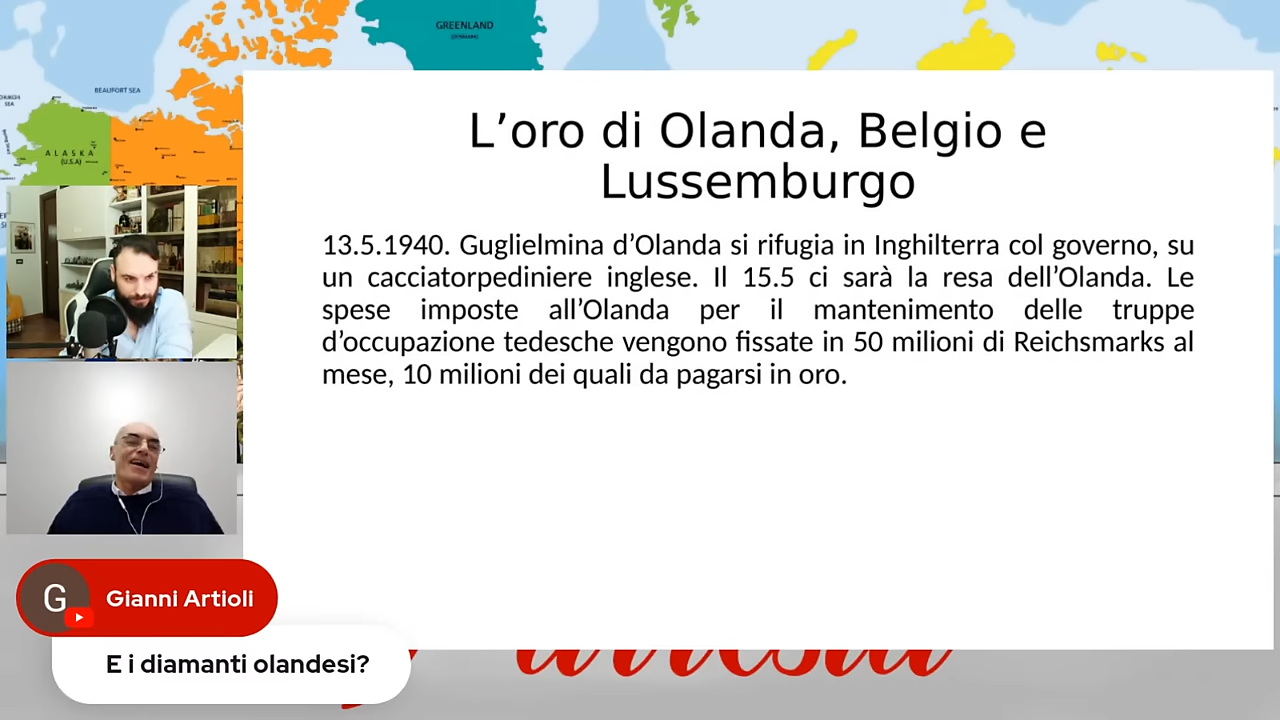 GREENLAND
(DENMARK)
BEAUFORT SEA
SEA
ALASKA
(U.S.A)
L’oro di Olanda, Belgio e
Lussemburgo
13.5.1940. Guglielmina d’Olanda si rifugia in Inghilterra col governo, su
un cacciatorpediniere inglese. Il 15.5 ci sarà la resa dell’Olanda. Le
spese imposte all’Olanda per il mantenimento delle truppe
d’occupazione tedesche vengono fissate in 50 milioni di Reichsmarks al
mese, 10 milioni dei quali da pagarsi in oro.
G
Gianni Artioli
E i diamanti olandesi?